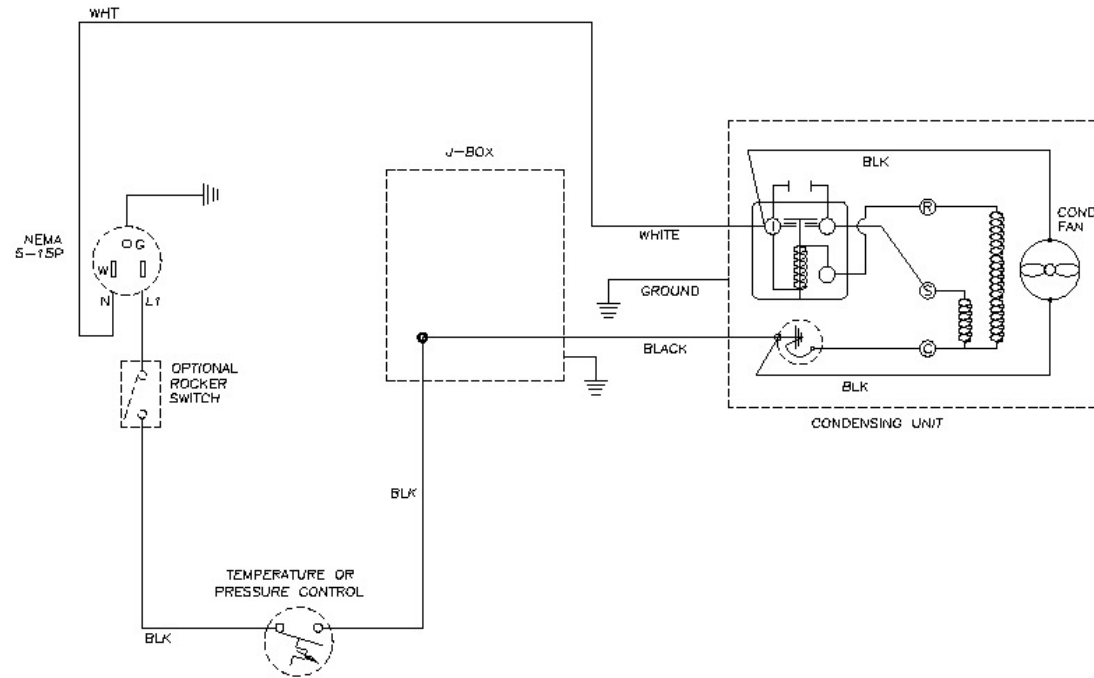 WHT
J-BOX
BLK
NEMA
5-15P
G
W
N
L1
WHITE
GROUND
BLACK
BLK
R
S
C
COND
FAN
CONDENSING UNIT
OPTIONAL
ROCKER
SWITCH
BLK
TEMPERATURE OR
PRESSURE CONTROL
BLK